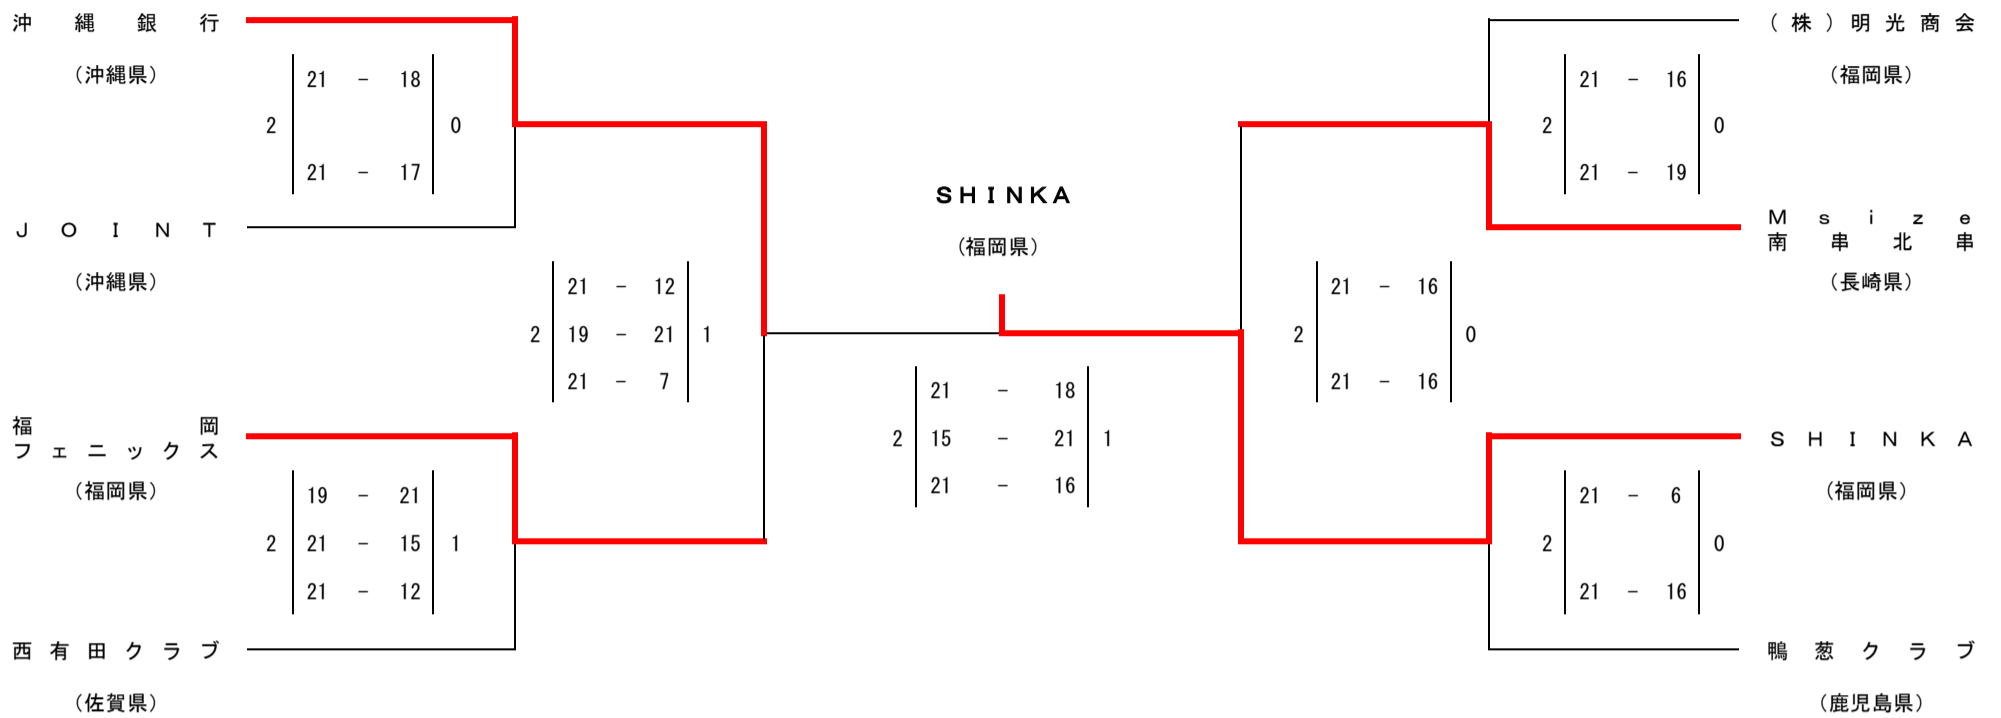 沖縄銀行
（沖縄県）
2 21 - 18 0
21 - 17
ＪＯＩＮＴ
（沖縄県）
2 21 - 12 1
19 - 21
21 - 7
福岡
フェニックス
（福岡県）
2 19 - 21 1
21 - 15
21 - 12
西有田クラブ
（佐賀県）
ＳＨＩＮＫＡ
（福岡県）
2 21 - 18 1
15 - 21
21 - 16
（株）明光商会
（福岡県）
2 21 - 16 0
21 - 19
Ｍｓｉｚｅ
南串北串
（長崎県）
2 21 - 16 0
21 - 16
ＳＨＩＮＫＡ
（福岡県）
2 21 - 6 0
21 - 16
鴨葱クラブ
（鹿児島県）